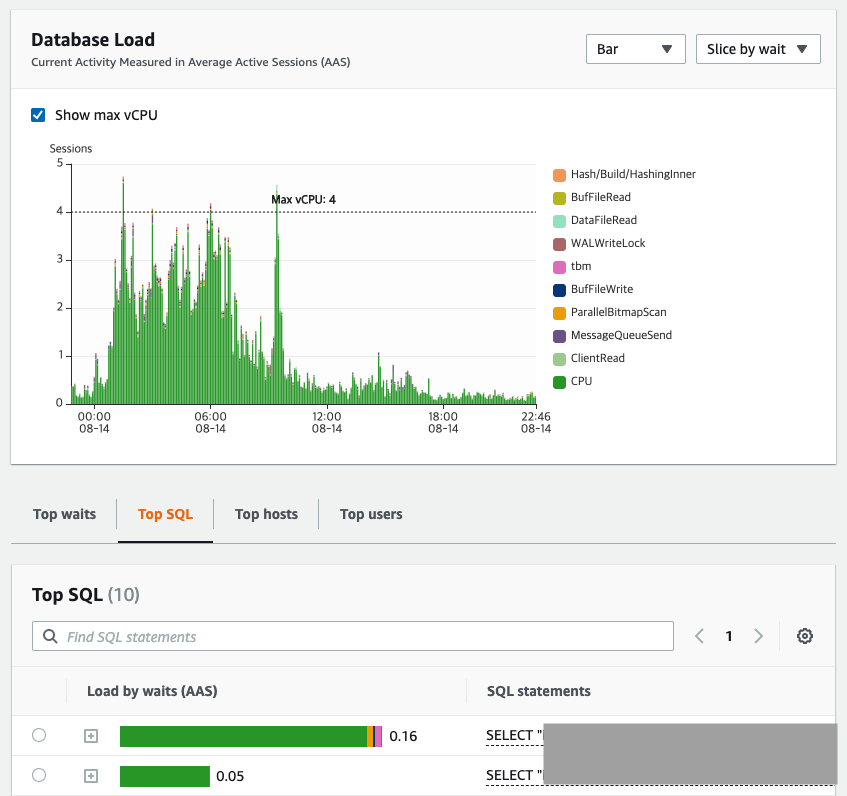 Database Load
Current Activity Measured in Average Active Sessions (AAS)
Bar
Slice by wait
Show max vCPU
Sessions
5
4
3
2
1
0
Max vCPU: 4
00:00
08-14
06:00
08-14
12:00
08-14
18:00
08-14
22:46
08-14
Hash/Build/HashingInner
BufFileRead
DataFileRead
WALWriteLock
tbm
BufFileWrite
ParallelBitmapScan
MessageQueueSend
ClientRead
CPU
Top waits
Top SQL
Top hosts
Top users
Top SQL (10)
Find SQL statements
1
Load by waits (AAS)
SQL statements
0.16
SELECT "
0.05
SELECT "